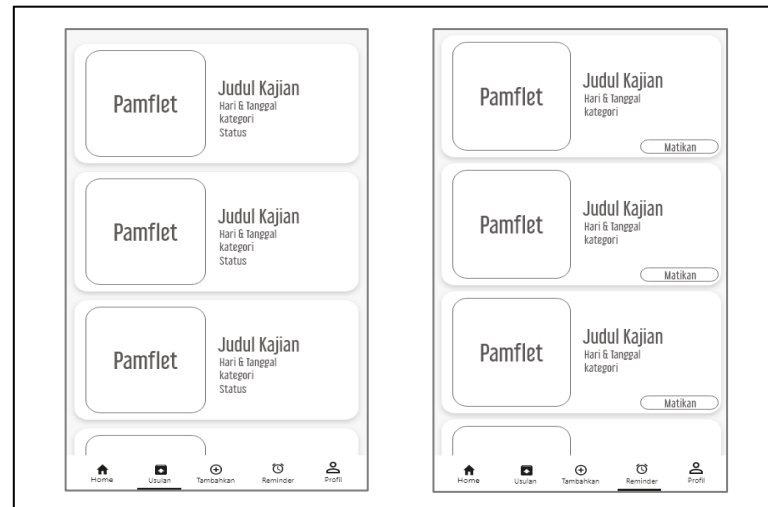 Pamflet
Judul Kajian
Hari & Tanggal
kategori
Status
Pamflet
Judul Kajian
Hari & Tanggal
kategori
Status
Pamflet
Judul Kajian
Hari & Tanggal
kategori
Status
Home Usulan Tambahkan Reminder Profil
Pamflet
Judul Kajian
Hari & Tanggal
kategori
Matikan
Pamflet
Judul Kajian
Hari & Tanggal
kategori
Matikan
Pamflet
Judul Kajian
Hari & Tanggal
kategori
Matikan
Home Usulan Tambahkan Reminder Profil